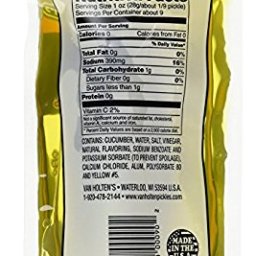 Serving Size 1 oz (28g/about 1/9 pickle)
Servings Per Container about 9
Amount Per Serving
Calories 0 Calories from Fat 0
% Daily Value*
Total Fat 0g
Sodium 390mg 16%
Total Carbohydrate 1g
Dietary Fiber 0g
Sugars less than 1g
Protein 0g
Vitamin C 2%
*Not a significant source of saturated fat, cholesterol,
vitamin A, calcium and iron.
* Percent Daily Values are based on a 2,000 calorie diet.
CONTAINS: CUCUMBER, WATER, SALT, VINEGAR,
NATURAL FLAVORING, SODIUM BENZOATE AND
POTASSIUM SORBATE (TO PREVENT SPOILAGE),
CALCIUM CHLORIDE, ALUM, POLYSORBATE 80
AND YELLOW #5.
VAN HOLTEN'S • WATERLOO, WI 53594 U.S.A.
1-920-478-2144 • www.vanholtenpickles.com
MADE
IN THE
U.S.A.